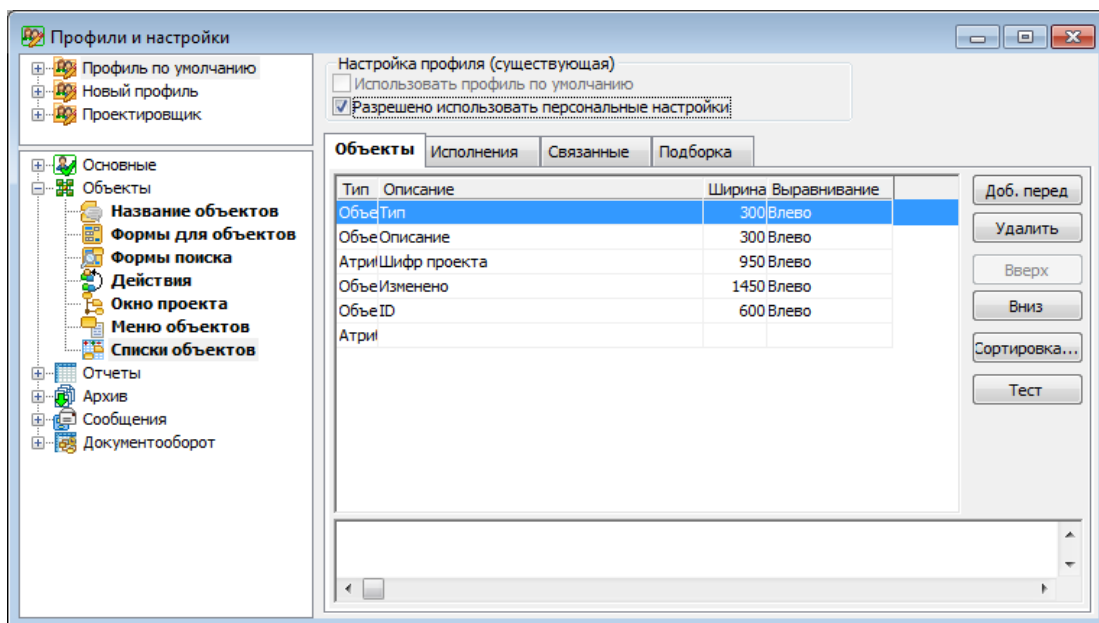 Профили и настройки
Профиль по умолчанию
Новый профиль
Проектировщик
Основные
Объекты
Название объектов
Формы для объектов
Формы поиска
Действия
Окно проекта
Меню объектов
Списки объектов
Отчеты
Архив
Сообщения
Документооборот
Настройка профиля (существующая)
Использовать профиль по умолчанию
Разрешено использовать персональные настройки
Объекты Исполнения Связанные Подборка
Тип Описание Ширина Выравнивание
Объе Тип 300 Влево
Объе Описание 300 Влево
Атри Шифр проекта 950 Влево
Объе Изменено 1450 Влево
Объе ID 600 Влево
Атри
Доб. перед
Удалить
Вверх
Вниз
Сортировка...
Тест